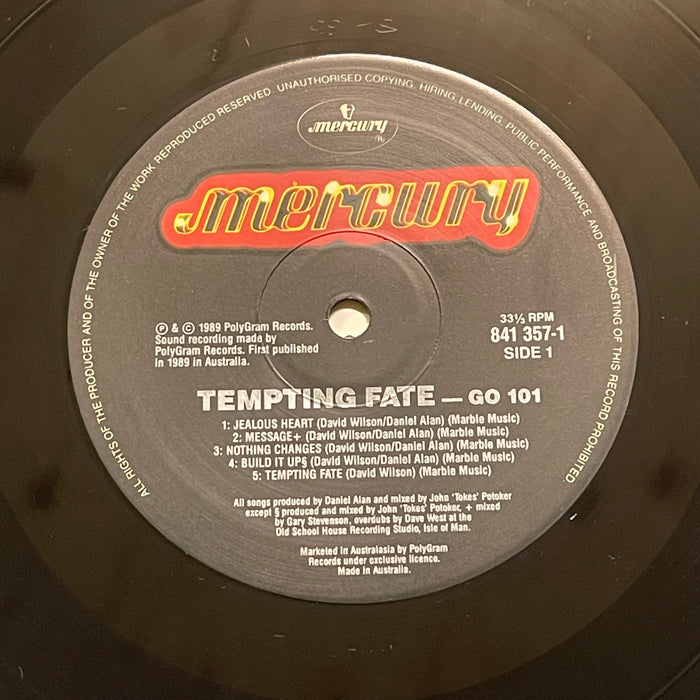 ALL RIGHTS OF THE PRODUCER AND OF THE OWNER OF THE WORK REPRODUCED RESERVED. UNAUTHORISED COPYING, HIRING, LENDING, PUBLIC PERFORMANCE AND BROADCASTING OF THIS RECORD PROHIBITED
mercury
®
mercury
℗ & © 1989 PolyGram Records.
Sound recording made by
PolyGram Records. First published
in 1989 in Australia.
33⅓ RPM
841 357-1
SIDE 1
TEMPTING FATE — GO 101
1: JEALOUS HEART (David Wilson/Daniel Alan) (Marble Music)
2: MESSAGE+ (David Wilson/Daniel Alan) (Marble Music)
3: NOTHING CHANGES (David Wilson/Daniel Alan) (Marble Music)
4: BUILD IT UP§ (David Wilson/Daniel Alan) (Marble Music)
5: TEMPTING FATE (David Wilson) (Marble Music)
All songs produced by Daniel Alan and mixed by John 'Tokes' Potoker
except § produced and mixed by John 'Tokes' Potoker, + mixed
by Gary Stevenson, overdubs by Dave West at the
Old School House Recording Studio, Isle of Man.
Marketed in Australasia by PolyGram
Records under exclusive licence.
Made in Australia.